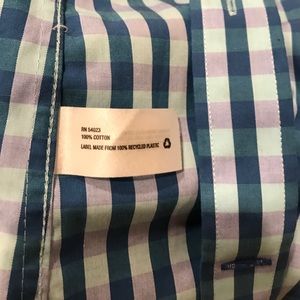 RN 54023
100% COTTON
LABEL MADE FROM 100% RECYCLED PLASTIC